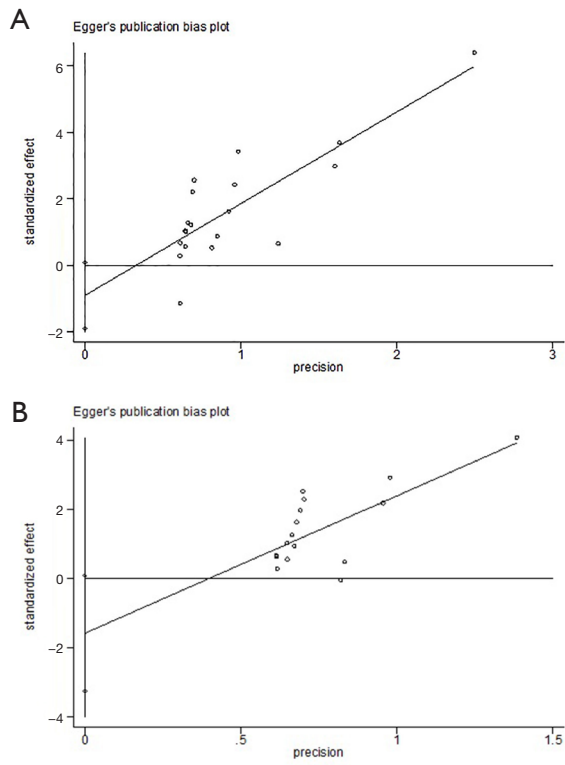 A
Egger's publication bias plot
standardized effect
6
4
2
0
−2
0
1
2
3
precision
B
Egger's publication bias plot
standardized effect
4
2
0
−2
−4
0
.5
1
1.5
precision